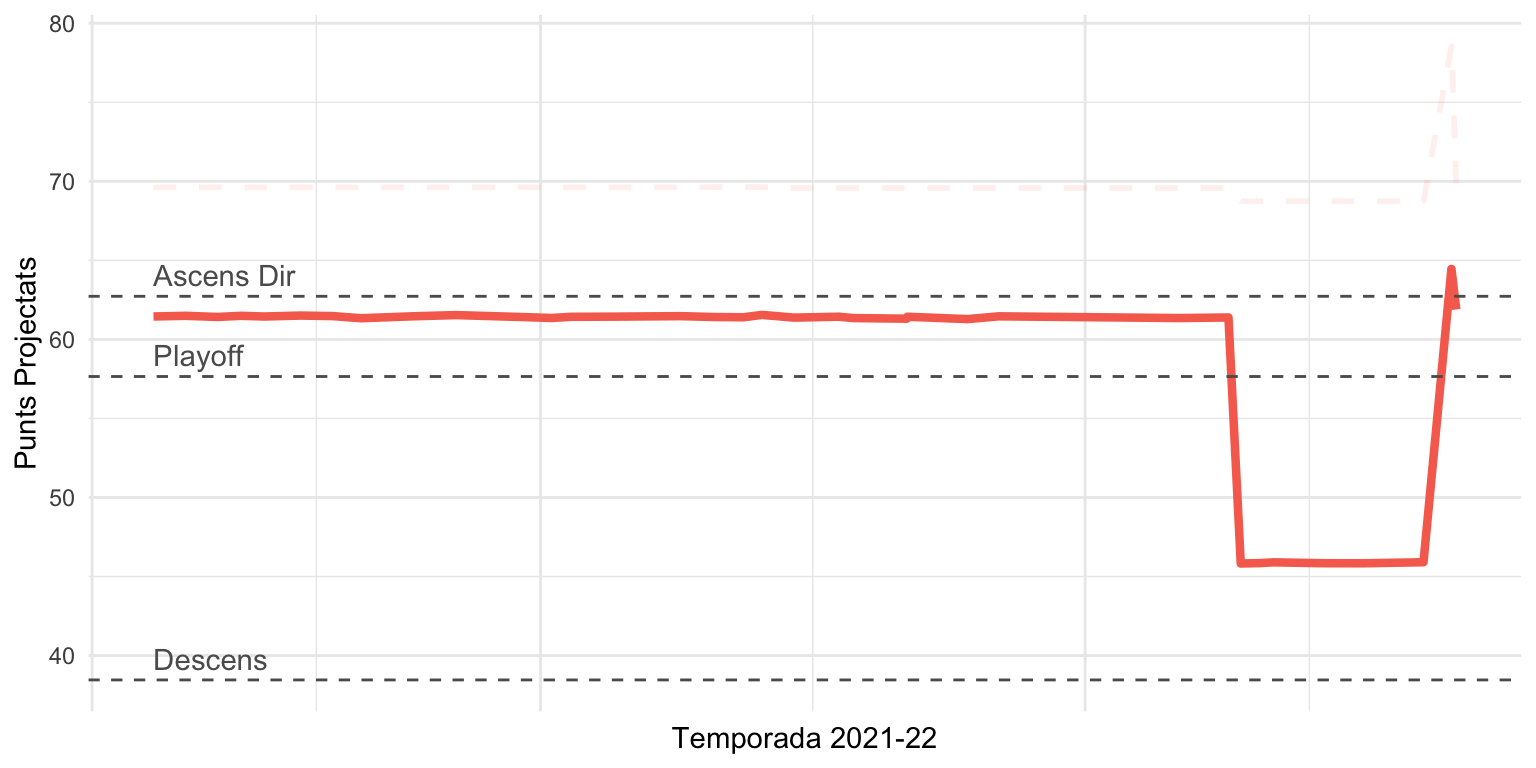 80
70
60
50
40
Punts Projectats
Ascens Dir
Playoff
Descens
Temporada 2021-22